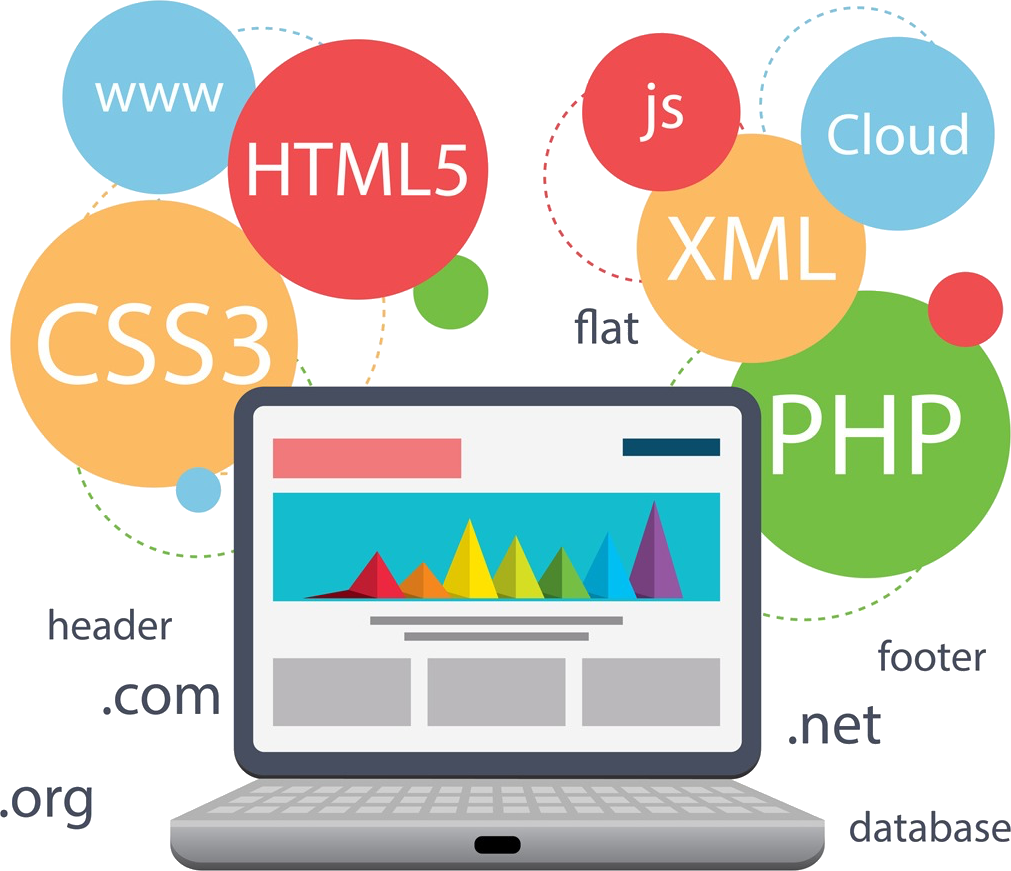 www
HTML5
js
Cloud
XML
CSS3
flat
PHP
header
footer
.com
.net
.org
database